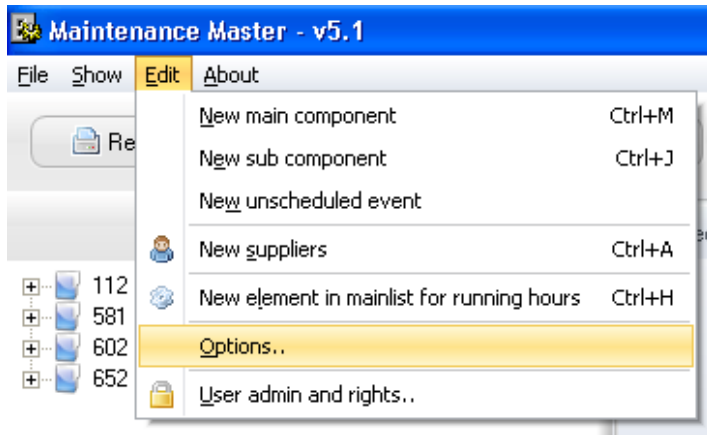 Maintenance Master - v5.1
File Show Edit About
Re
New main component Ctrl+M
New sub component Ctrl+J
New unscheduled event
New suppliers Ctrl+A
New element in mainlist for running hours Ctrl+H
Options..
User admin and rights..
112
581
602
652